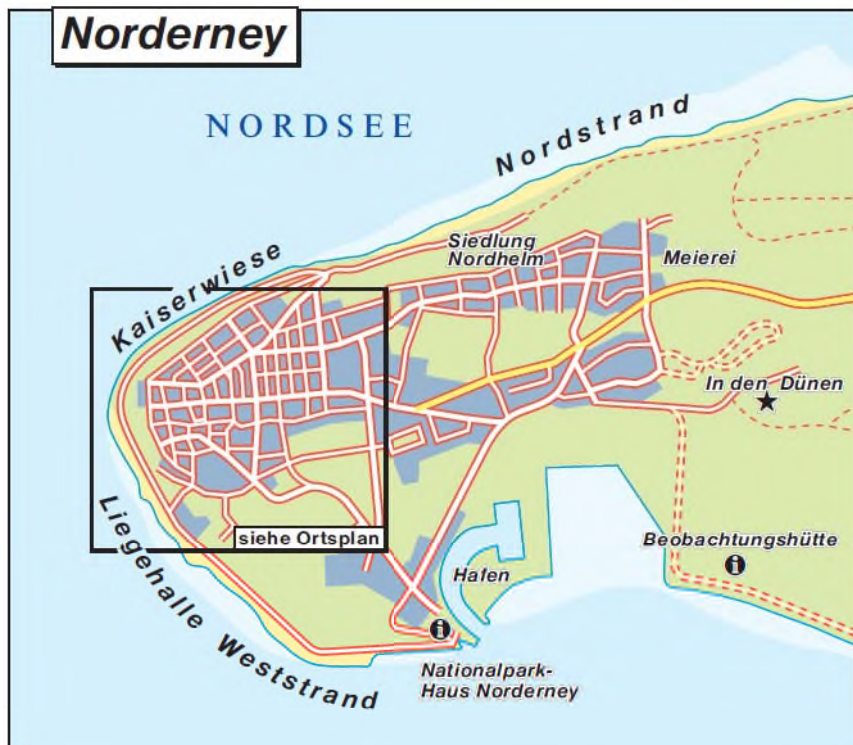 Norderney
NORDSEE
Nordstrand
Kaiserwiese
Siedlung
Nordhelm
Meierei
In den Dünen
Liegehalle Weststrand
siehe Ortsplan
Beobachtungshütte
i
Hafen
i
Nationalpark-
Haus Norderney